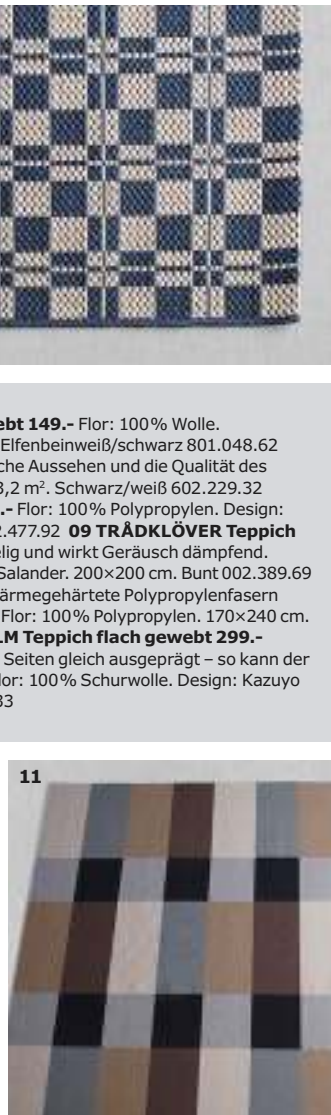 ebt 149.- Flor: 100% Wolle.
Elfenbeinweiß/schwarz 801.048.62
che Aussehen und die Qualität des
3,2 m². Schwarz/weiß 602.229.32
.- Flor: 100% Polypropylen. Design:
2.477.92 09 TRÅDKLÖVER Teppich
elig und wirkt Geräusch dämpfend.
Salander. 200×200 cm. Bunt 002.389.69
värmegehärtete Polypropylenfasern
Flor: 100% Polypropylen. 170×240 cm.
LM Teppich flach gewebt 299.-
Seiten gleich ausgeprägt – so kann der
lor: 100% Schurwolle. Design: Kazuyo
33
11